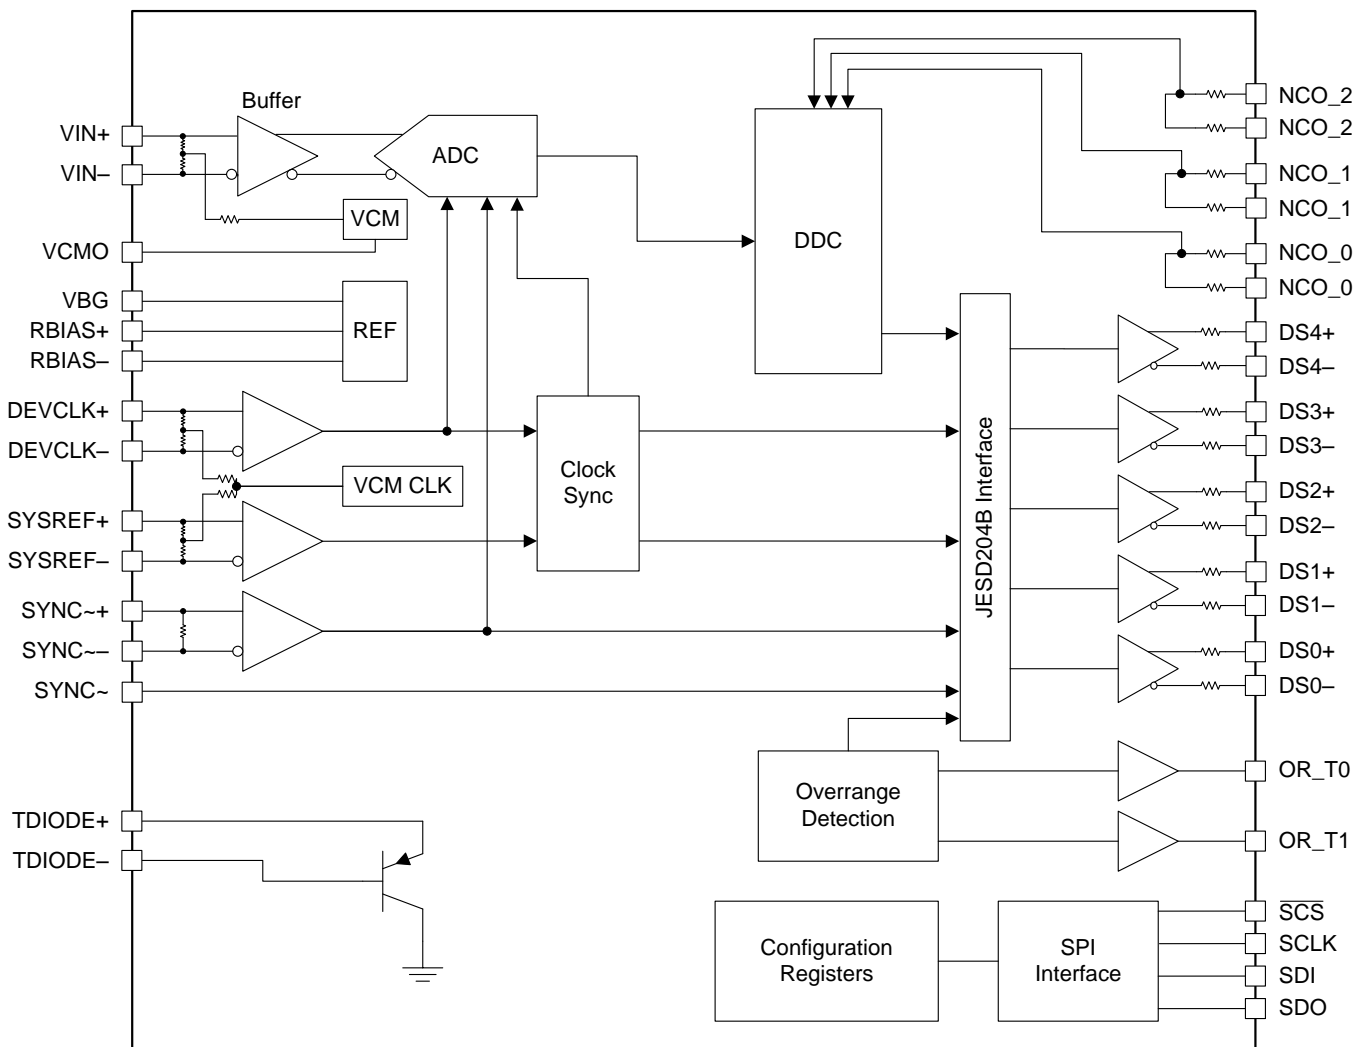 Buffer
VIN+
VIN–
VCMO
VBG
RBIAS+
RBIAS–
DEVCLK+
DEVCLK–
SYSREF+
SYSREF–
SYNC~+
SYNC~–
SYNC~
TDIODE+
TDIODE–
ADC
VCM
REF
VCM CLK
Clock
Sync
DDC
JESD204B Interface
Overrange
Detection
Configuration
Registers
SPI
Interface
NCO_2
NCO_2
NCO_1
NCO_1
NCO_0
NCO_0
DS4+
DS4–
DS3+
DS3–
DS2+
DS2–
DS1+
DS1–
DS0+
DS0–
OR_T0
OR_T1
SCS
SCLK
SDI
SDO